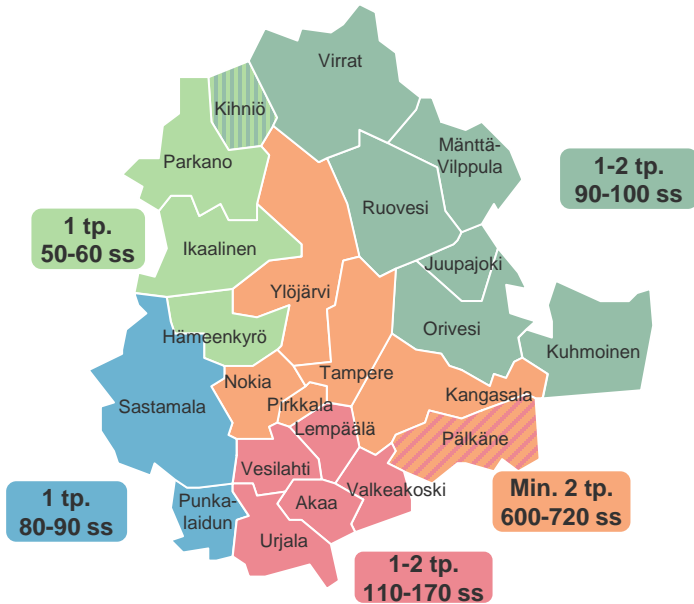 Virrat
Kihniö
Mänttä-
Vilppula
Parkano
1-2 tp.
90-100 ss
Ruovesi
1 tp.
50-60 ss
Ikaalinen
Juupajoki
Ylöjärvi
Hämeenkyrö
Orivesi
Kuhmoinen
Tampere
Nokia
Kangasala
Sastamala
Pirkkala
Lempäälä
Pälkäne
Vesilahti
Valkeakoski
Min. 2 tp.
600-720 ss
1 tp.
80-90 ss
Punka-
laidun
Akaa
Urjala
1-2 tp.
110-170 ss